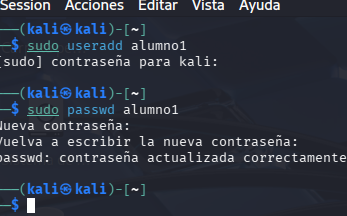 Session Acciones Editar Vista Ayuda
──(kali㉿kali)-[~]
─$ sudo useradd alumno1
[sudo] contraseña para kali:
──(kali㉿kali)-[~]
─$ sudo passwd alumno1
Nueva contraseña:
Vuelva a escribir la nueva contraseña:
passwd: contraseña actualizada correctamente
──(kali㉿kali)-[~]
─$